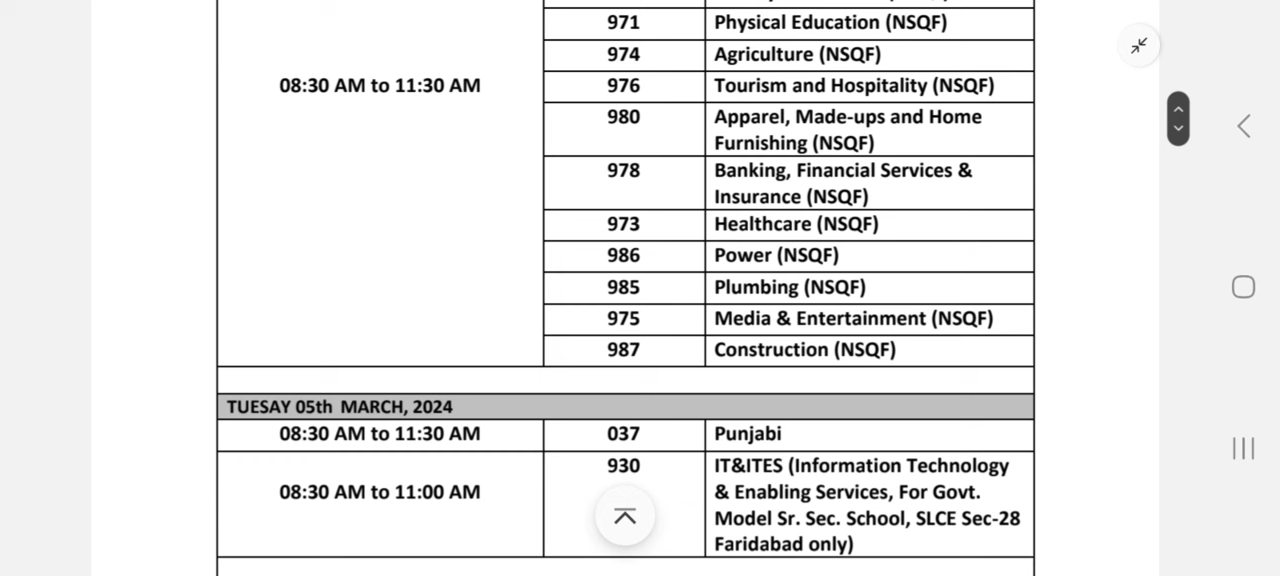 971 Physical Education (NSQF)
974 Agriculture (NSQF)
08:30 AM to 11:30 AM 976 Tourism and Hospitality (NSQF)
980 Apparel, Made-ups and Home
Furnishing (NSQF)
978 Banking, Financial Services &
Insurance (NSQF)
973 Healthcare (NSQF)
986 Power (NSQF)
985 Plumbing (NSQF)
975 Media & Entertainment (NSQF)
987 Construction (NSQF)
TUESAY 05th MARCH, 2024
08:30 AM to 11:30 AM 037 Punjabi
930 IT&ITES (Information Technology
08:30 AM to 11:00 AM & Enabling Services, For Govt.
Model Sr. Sec. School, SLCE Sec-28
Faridabad only)